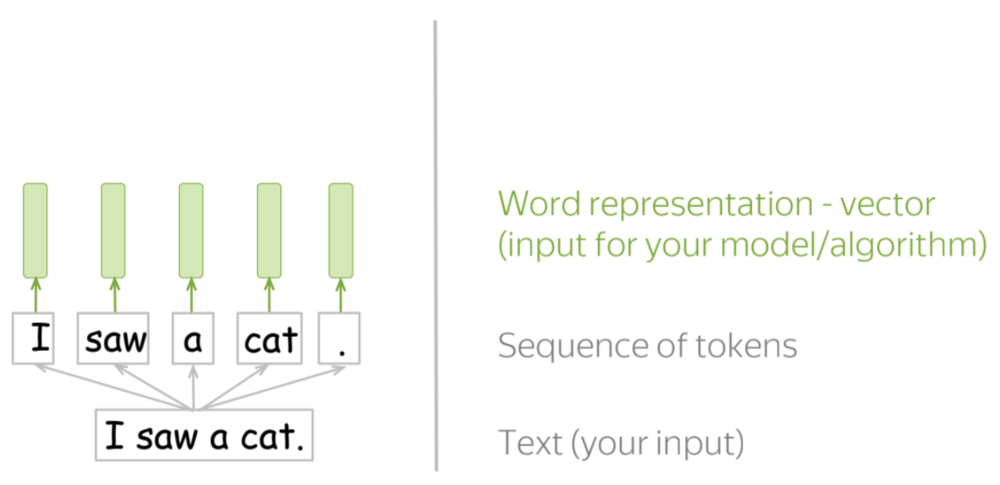 Word representation - vector
(input for your model/algorithm)
I saw a cat .
Sequence of tokens
I saw a cat.
Text (your input)